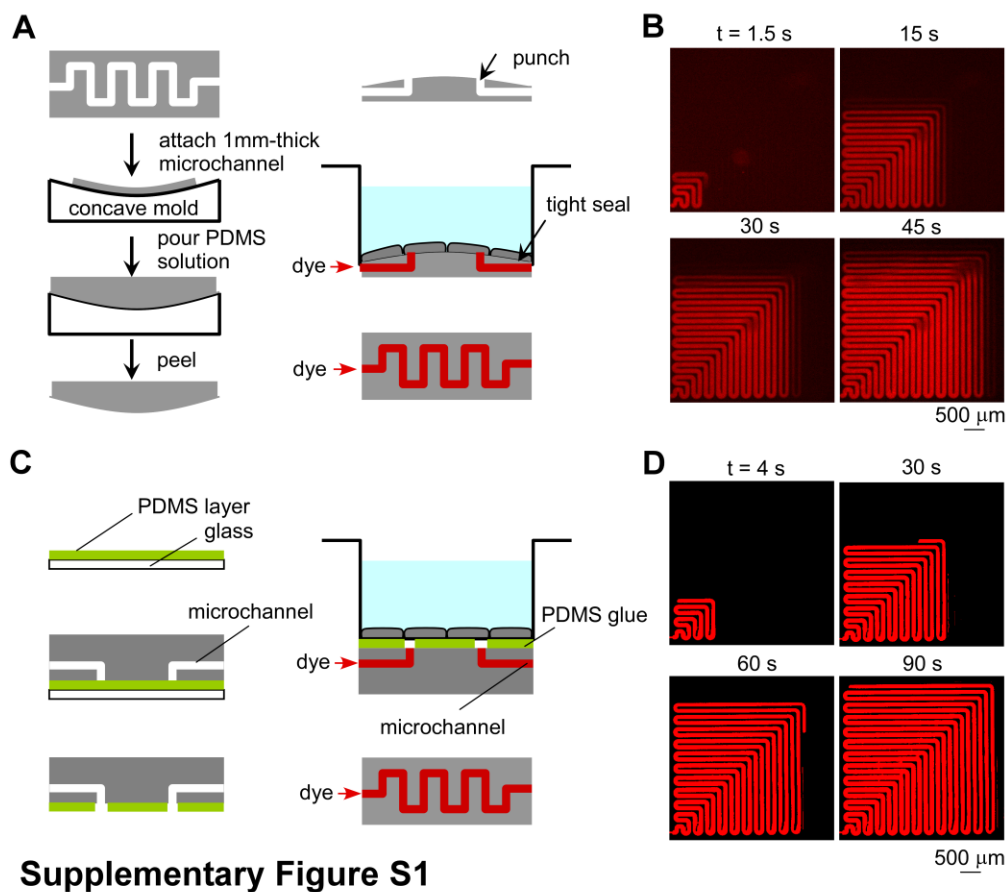 A
punch
attach 1mm-thick
microchannel
concave mold
pour PDMS
solution
peel
tight seal
dye
dye
B
t = 1.5 s
15 s
30 s
45 s
500 μm
C
PDMS layer
glass
microchannel
PDMS glue
dye
microchannel
dye
D
t = 4 s
30 s
60 s
90 s
500 μm
Supplementary Figure S1